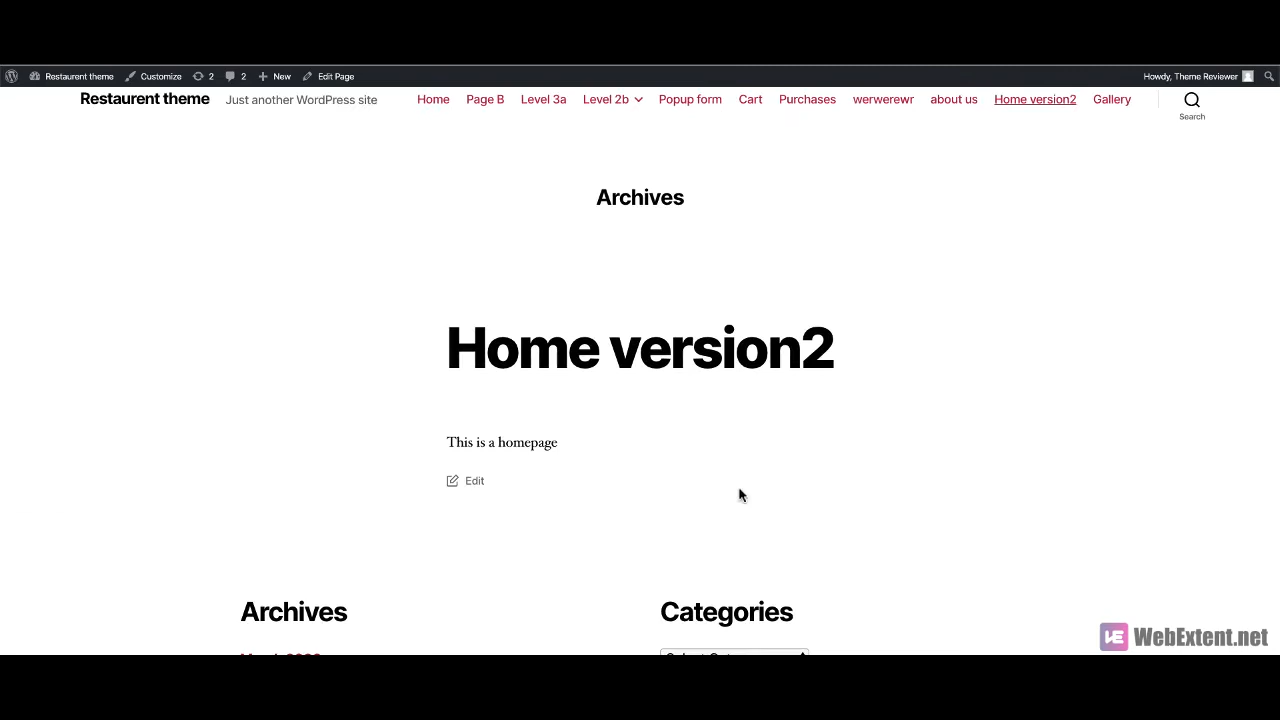 Restaurent theme Customize 2 2 New Edit Page Howdy, Theme Reviewer
Restaurent theme Just another WordPress site Home Page B Level 3a Level 2b Popup form Cart Purchases werwerewr about us Home version2 Gallery
Search
Archives
Home version2
This is a homepage
Edit
Archives Categories
WebExtent.net